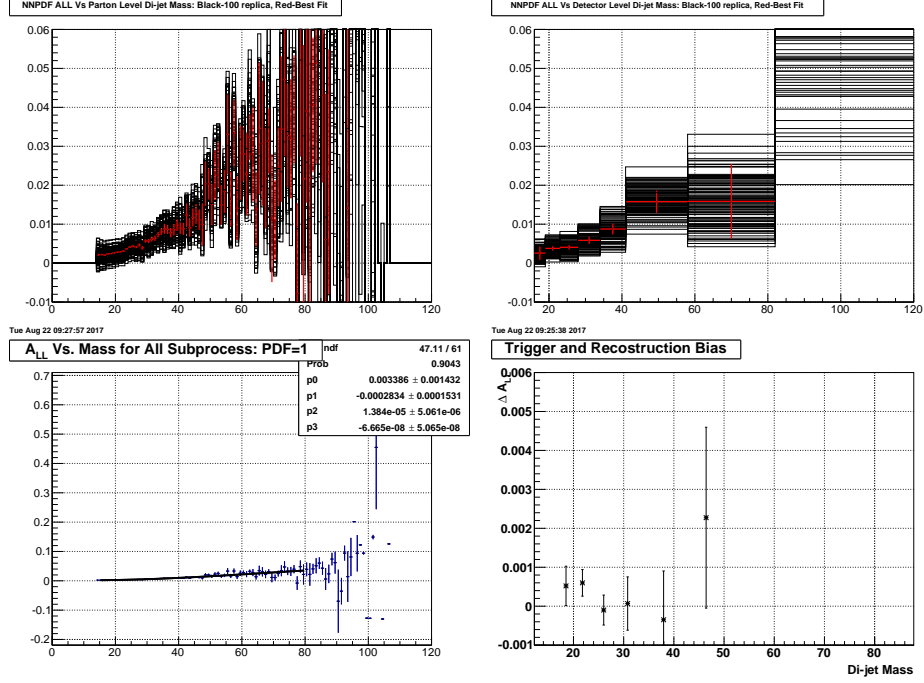 NNPDF ALL Vs Parton Level Di-jet Mass: Black-100 replica, Red-Best Fit
0.06
0.05
0.04
0.03
0.02
0.01
0
-0.01
0 20 40 60 80 100 120
NNPDF ALL Vs Detector Level Di-jet Mass: Black-100 replica, Red-Best Fit
0.06
0.05
0.04
0.03
0.02
0.01
0
-0.01
20 40 60 80 100 120
Tue Aug 22 09:27:57 2017
A_LL Vs. Mass for All Subprocess: PDF=1
ndf 47.11 / 61
Prob 0.9043
p0 0.003386 ± 0.001432
p1 -0.0002834 ± 0.0001531
p2 1.384e-05 ± 5.061e-06
p3 -6.665e-08 ± 5.065e-08
0.7
0.6
0.5
0.4
0.3
0.2
0.1
0
-0.1
-0.2
0 20 40 60 80 100 120
Tue Aug 22 09:25:38 2017
Trigger and Recostruction Bias
Δ A_L
0.006
0.005
0.004
0.003
0.002
0.001
0
-0.001
20 30 40 50 60 70 80
Di-jet Mass